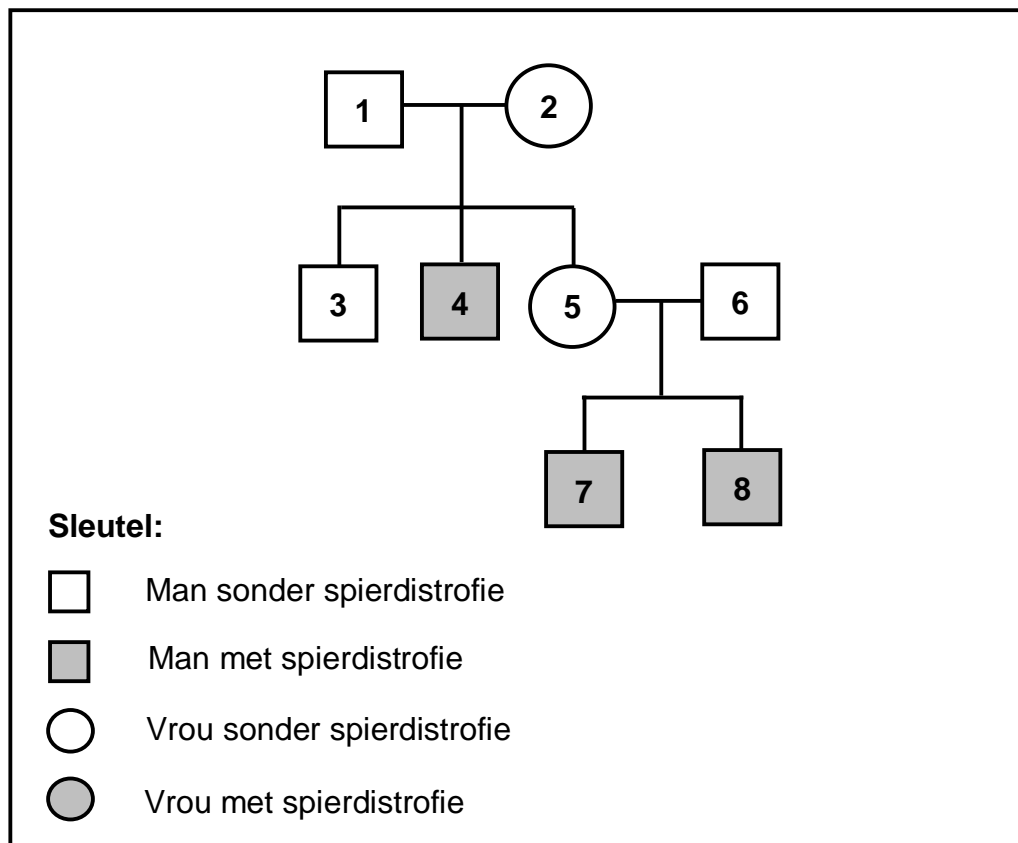 1
2
3
4
5
6
7
8
Sleutel:
Man sonder spierdistrofie
Man met spierdistrofie
Vrou sonder spierdistrofie
Vrou met spierdistrofie